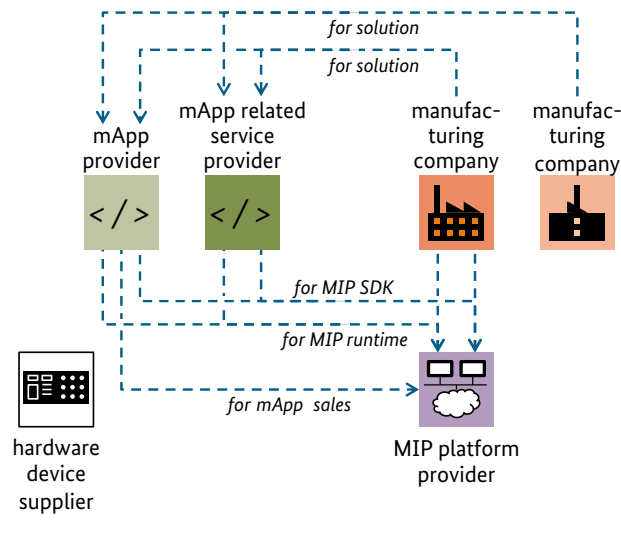 for solution
for solution
mApp
provider
mApp related
service
provider
manufac-
turing
company
manufac-
turing
company
</>
</>
for MIP SDK
for MIP runtime
for mApp sales
hardware
device
supplier
MIP platform
provider